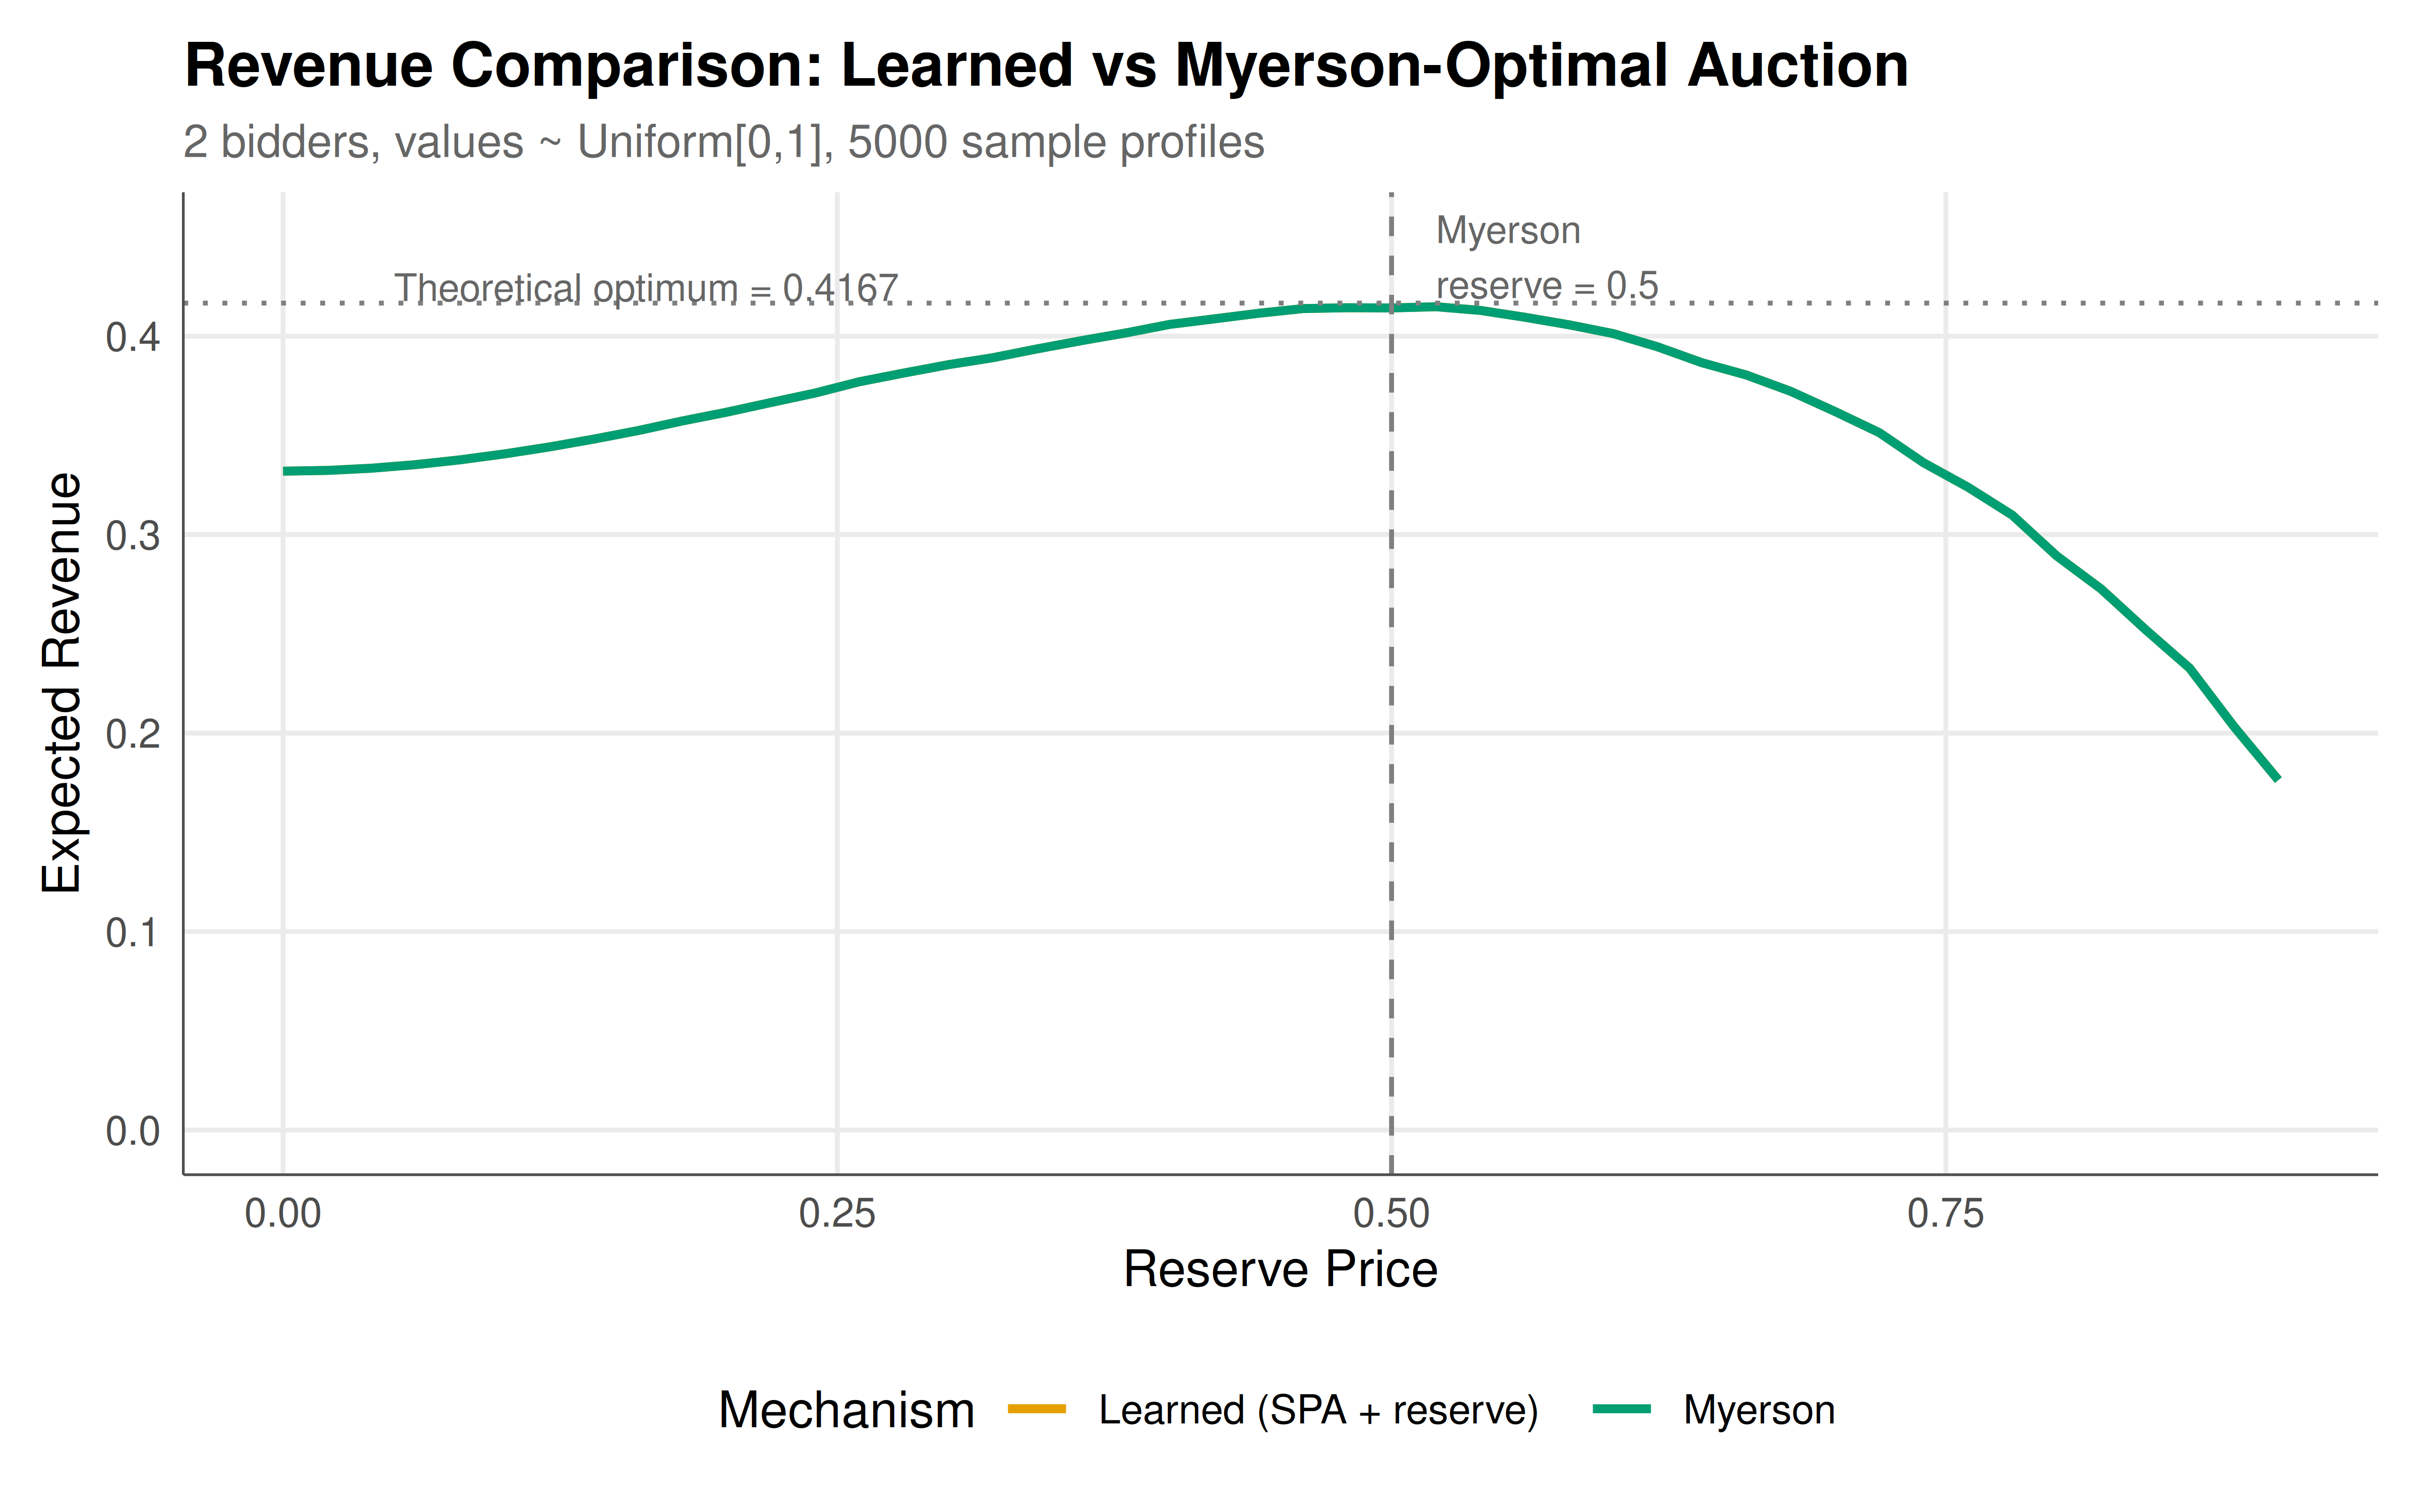 Revenue Comparison: Learned vs Myerson-Optimal Auction
2 bidders, values ~ Uniform[0,1], 5000 sample profiles
Myerson
reserve = 0.5
Theoretical optimum = 0.4167
Expected Revenue
0.4
0.3
0.2
0.1
0.0
0.00 0.25 0.50 0.75
Reserve Price
Mechanism Learned (SPA + reserve) Myerson